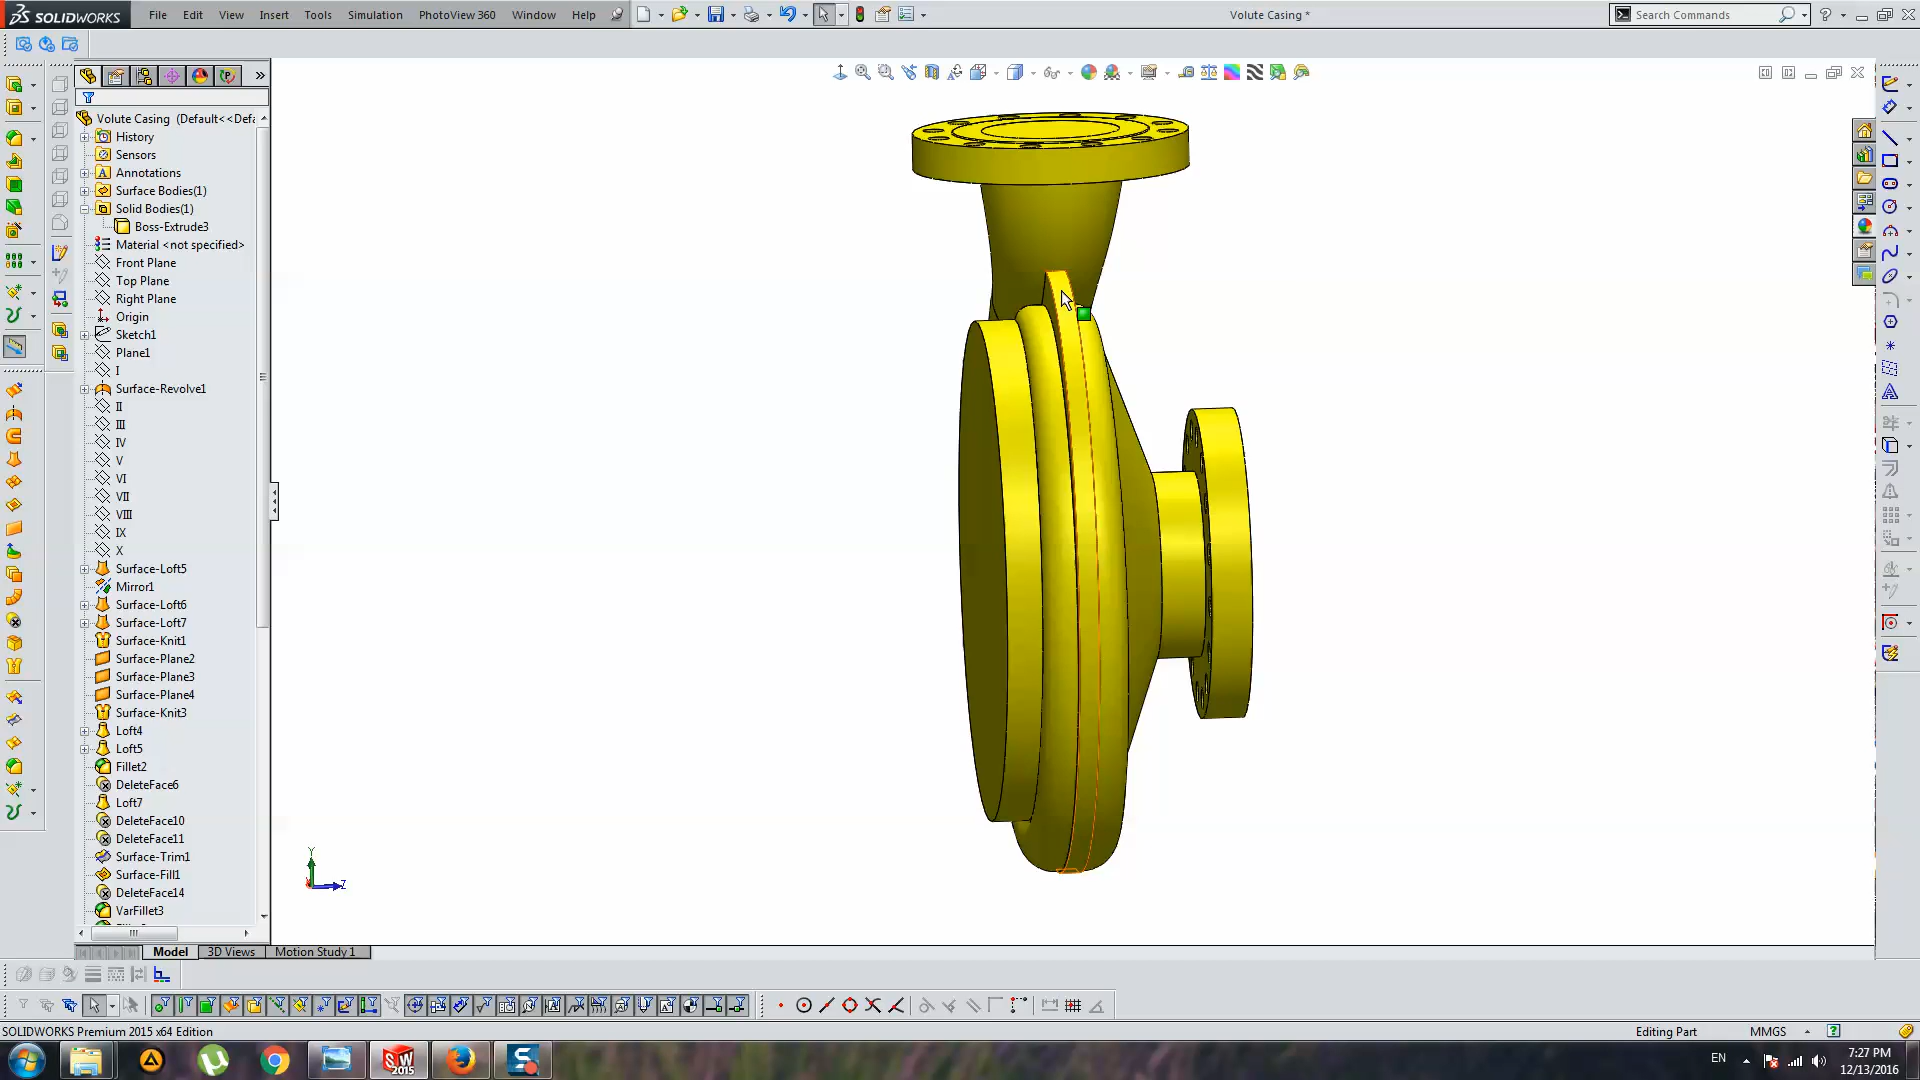 SOLIDWORKS
File Edit View Insert Tools Simulation PhotoView 360 Window Help
Volute Casing *
Search Commands
Volute Casing (Default<<Defa
History
Sensors
Annotations
Surface Bodies(1)
Solid Bodies(1)
Boss-Extrude3
Material <not specified>
Front Plane
Top Plane
Right Plane
Origin
Sketch1
Plane1
I
Surface-Revolve1
II
III
IV
V
VI
VII
VIII
IX
X
Surface-Loft5
Mirror1
Surface-Loft6
Surface-Loft7
Surface-Knit1
Surface-Plane2
Surface-Plane3
Surface-Plane4
Surface-Knit3
Loft4
Loft5
Fillet2
DeleteFace6
Loft7
DeleteFace10
DeleteFace11
Surface-Trim1
Surface-Fill1
DeleteFace14
VarFillet3
Y
Z
Model 3D Views Motion Study 1
SOLIDWORKS Premium 2015 x64 Edition
Editing Part MMGS
SW
2015
EN
7:27 PM
12/13/2016